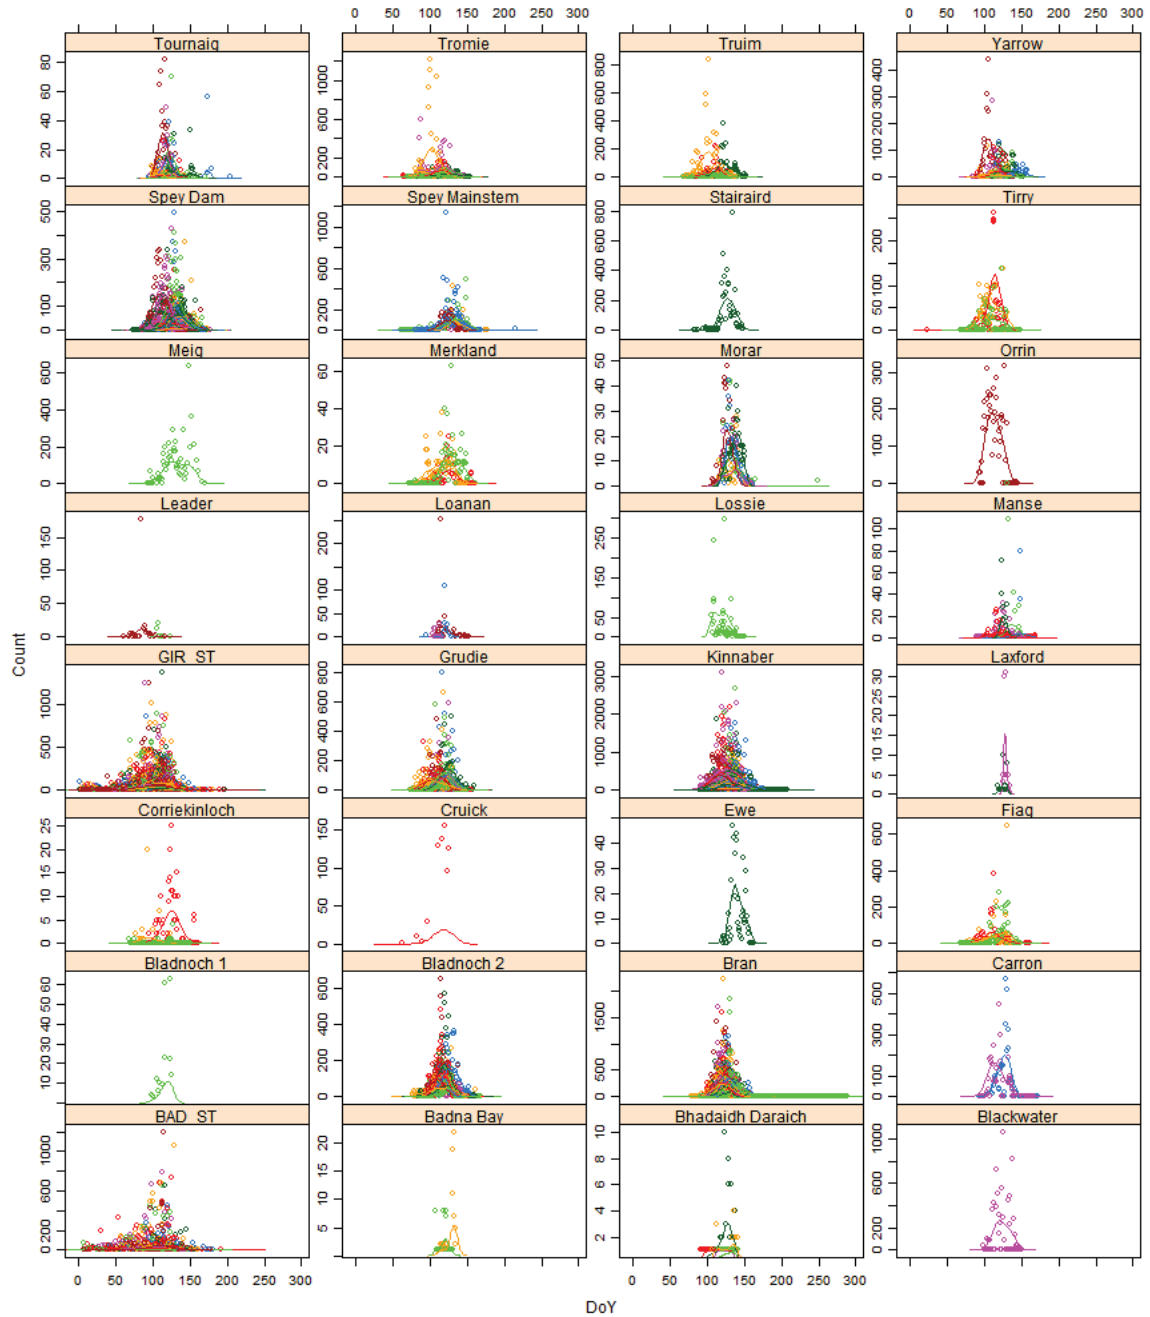 0 50 100 150 200 250 300 0 50 100 150 200 250 300
Tournaig Tromie Truim Yarrow
0 20 40 60 80 0 200 600 1000 0 200 400 600 800 0 100 200 300 400
Spey Dam Spey Mainstem Stairaird Tirry
0 100 300 500 0 200 600 1000 0 200 400 600 800 0 50 100 200
Meig Merkland Morar Orrin
0 200 400 600 0 20 40 60 0 10 20 30 40 50 0 100 200 300
Leader Loanan Lossie Manse
0 50 100 150 0 50 100 200 0 50 150 250 0 20 40 60 80 100
Count
GIR_ST Grudie Kinnaber Laxford
0 500 1000 0 200 400 600 800 0 1000 2000 3000 0 5 10 15 20 25 30
Corriekinloch Cruick Ewe Fiag
0 5 10 15 20 25 0 50 100 150 0 10 20 30 40 0 200 400 600
Bladnoch 1 Bladnoch 2 Bran Carron
10 20 30 40 50 60 0 200 400 600 0 500 1500 0 100 300 500
BAD_ST Badna Bay Bhadaidh Daraich Blackwater
0 200 600 1000 5 10 15 20 2 4 6 8 10 0 200 600 1000
0 50 100 150 200 250 300 0 50 100 150 200 250 300
DoY